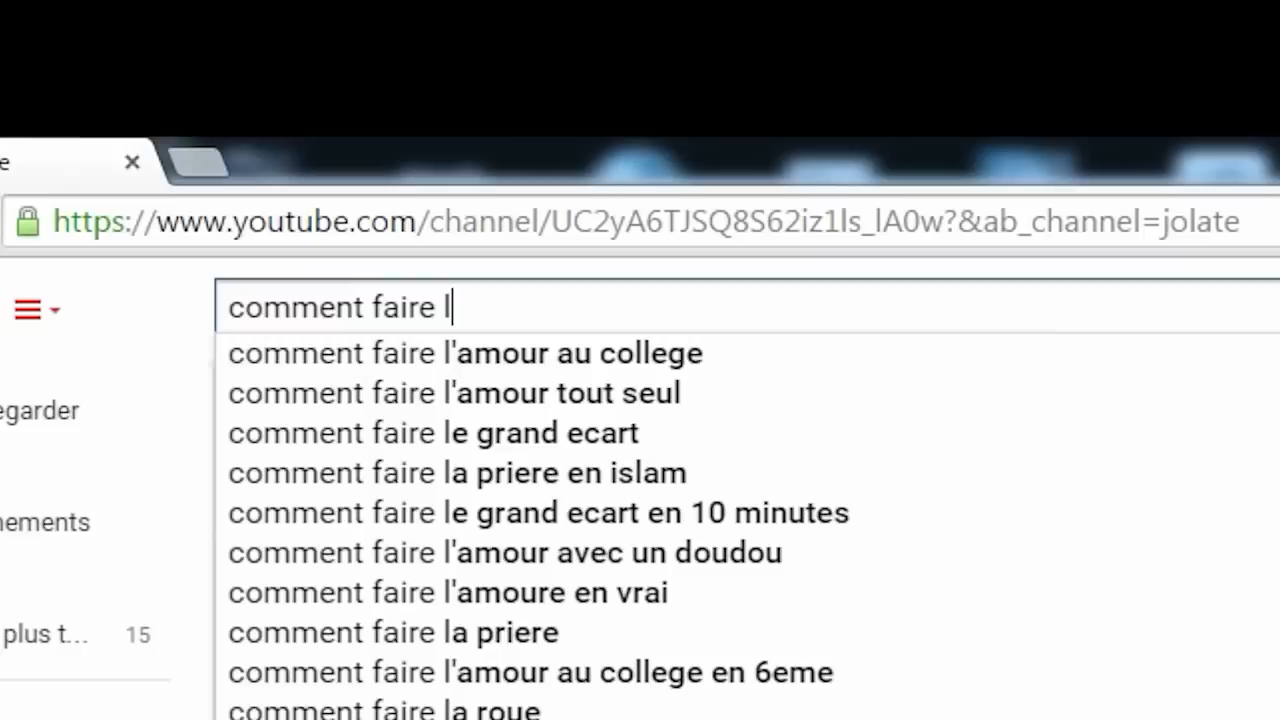 e
https://www.youtube.com/channel/UC2yA6TJSQ8S62iz1ls_lA0w?&ab_channel=jolate
comment faire l
comment faire l'amour au college
comment faire l'amour tout seul
egarder
comment faire le grand ecart
comment faire la priere en islam
comment faire le grand ecart en 10 minutes
nements
comment faire l'amour avec un doudou
comment faire l'amoure en vrai
plus t... 15
comment faire la priere
comment faire l'amour au college en 6eme
comment faire la roue